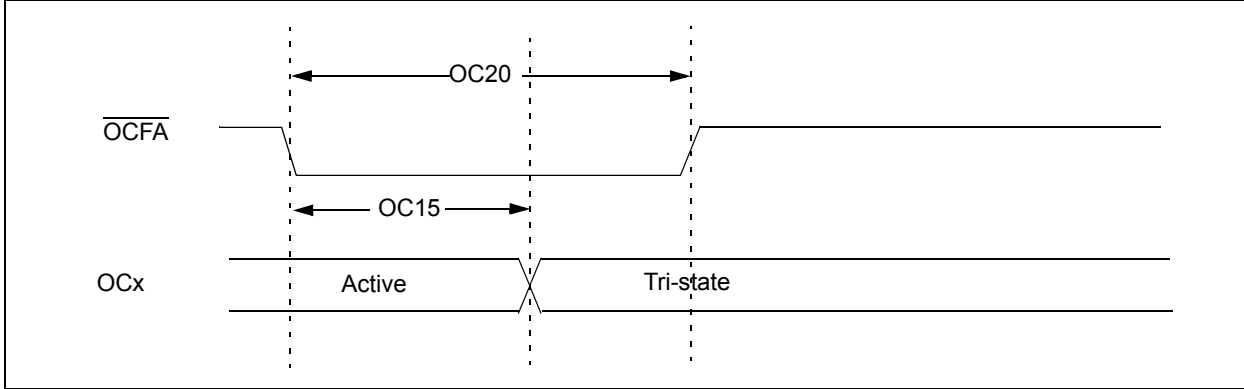 OC20
OCFA
OC15
OCx
Active
Tri-state